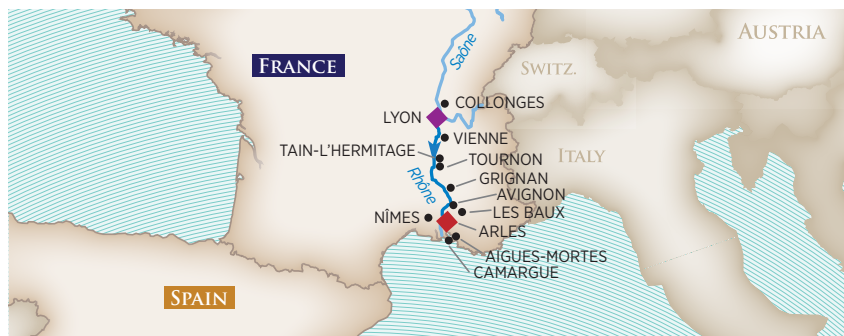 AUSTRIA
Saône
FRANCE
SWITZ.
COLLONGES
LYON
VIENNE
TAIN-L'HERMITAGE
ITALY
TOURNON
Rhône
GRIGNAN
AVIGNON
NÎMES
LES BAUX
ARLES
AIGUES-MORTES
CAMARGUE
SPAIN